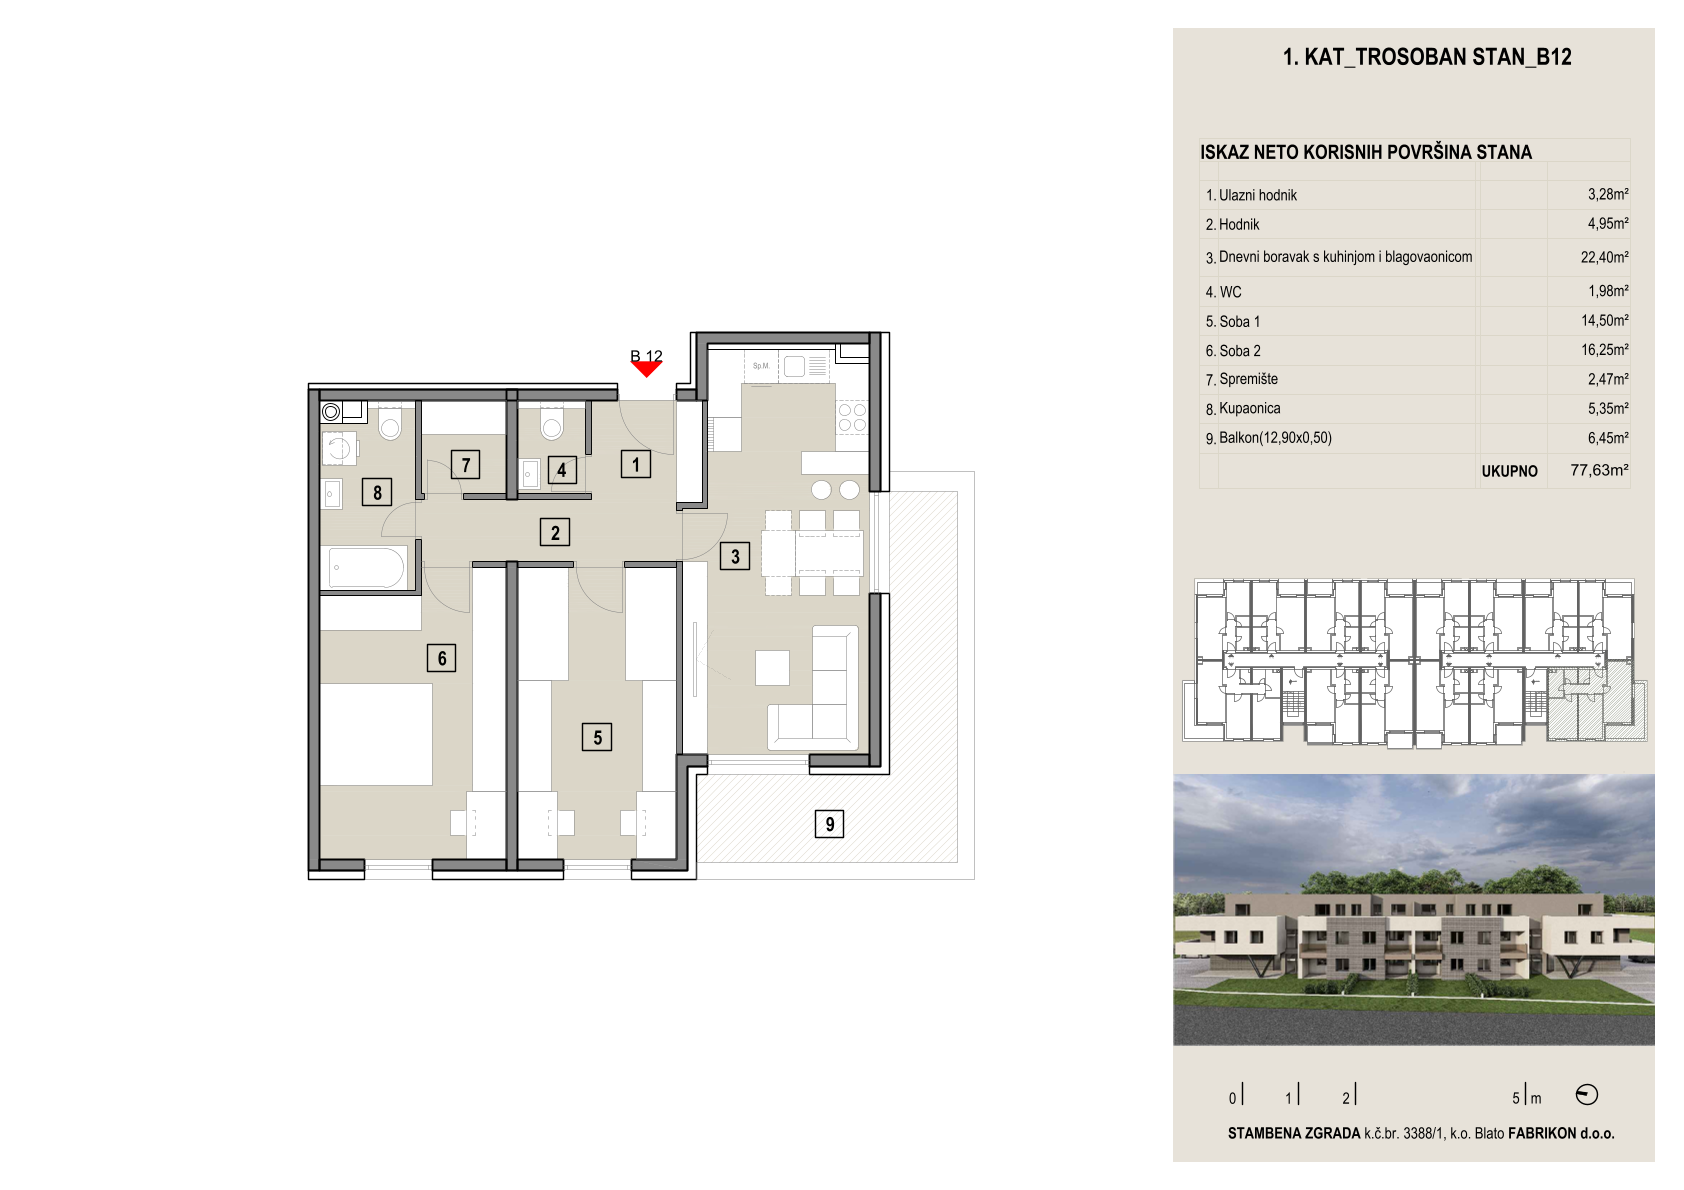 1. KAT_TROSOBAN STAN_B12
ISKAZ NETO KORISNIH POVRŠINA STANA
1. Ulazni hodnik 3,28m²
2. Hodnik 4,95m²
3. Dnevni boravak s kuhinjom i blagovaonicom 22,40m²
4. WC 1,98m²
5. Soba 1 14,50m²
6. Soba 2 16,25m²
7. Spremište 2,47m²
8. Kupaonica 5,35m²
9. Balkon(12,90x0,50) 6,45m²
UKUPNO 77,63m²
B 12
Sp.M.
7
4
1
8
2
3
6
5
9
0 1 2 5 m
STAMBENA ZGRADA k.č.br. 3388/1, k.o. Blato FABRIKON d.o.o.